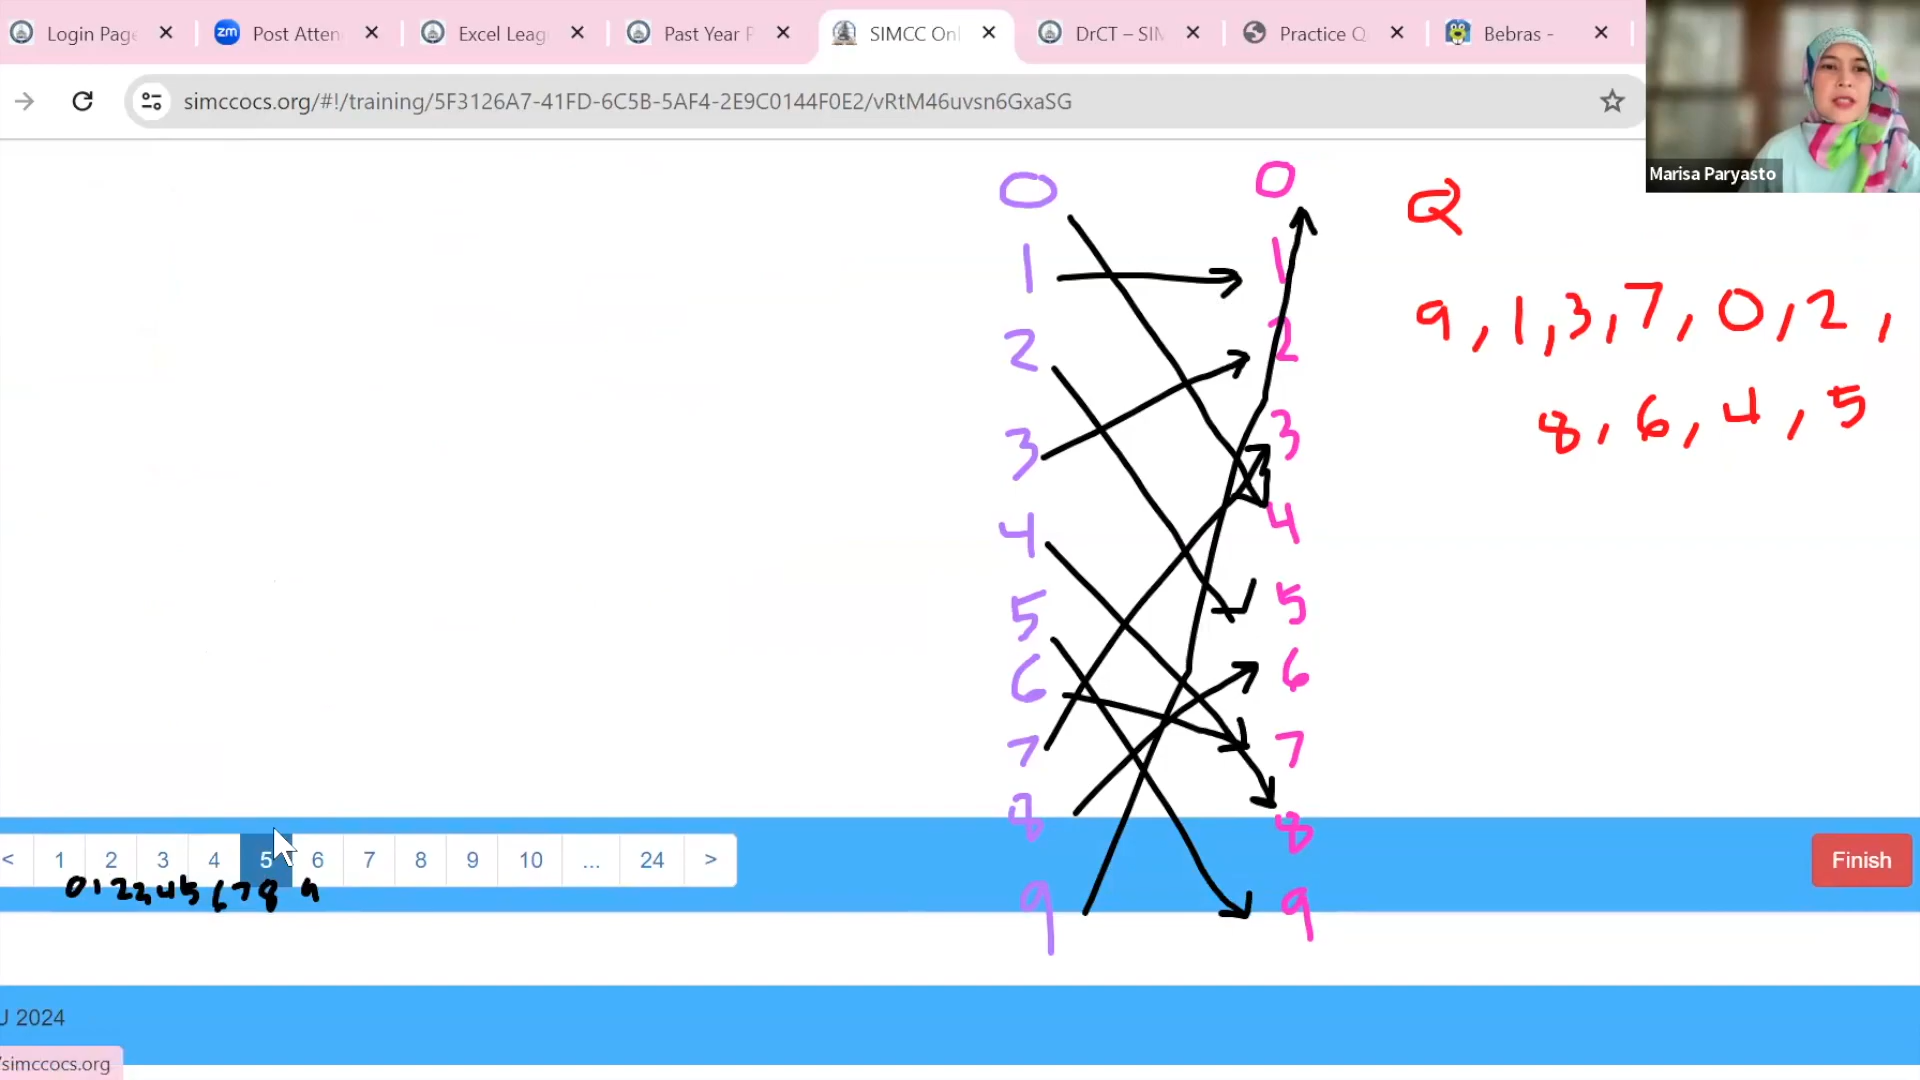 Login Page
Post Atten
Excel Leag
Past Year P
SIMCC Onl
DrCT – SIM
Practice Q
Bebras -
simccocs.org/#!/training/5F3126A7-41FD-6C5B-5AF4-2E9C0144F0E2/vRtM46uvsn6GxaSG
Marisa Paryasto
0 0
1 1
2 2
3 3
4 4
5 5
6 6
7 7
8 8
9 9
Q
9, 1, 3, 7, 0, 2,
8, 6, 4, 5
< 1 2 3 4 5 6 7 8 9 10 ... 24 >
0 1 2 3 4 5 6 7 8 9
Finish
U 2024
/simccocs.org